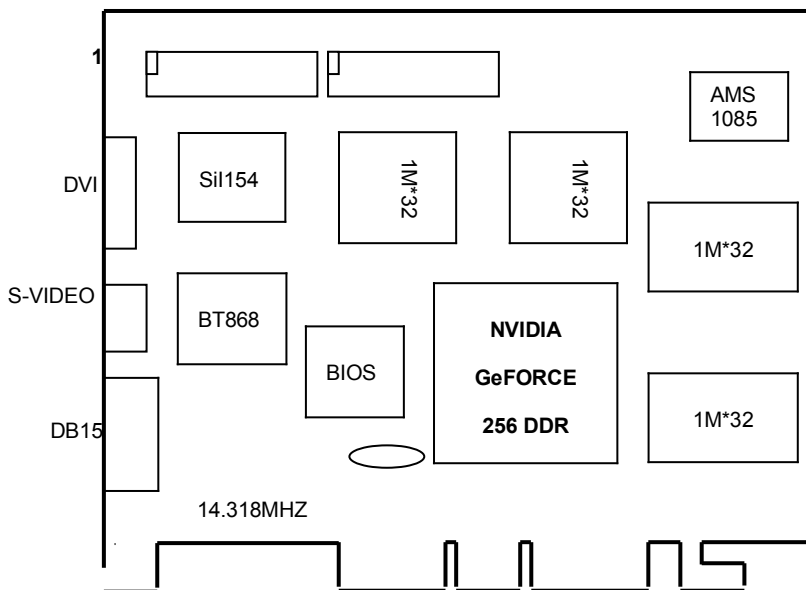 1
AMS
1085
DVI
SiI154
1M*32
1M*32
1M*32
S-VIDEO
BT868
NVIDIA
GeFORCE
256 DDR
BIOS
DB15
1M*32
14.318MHZ